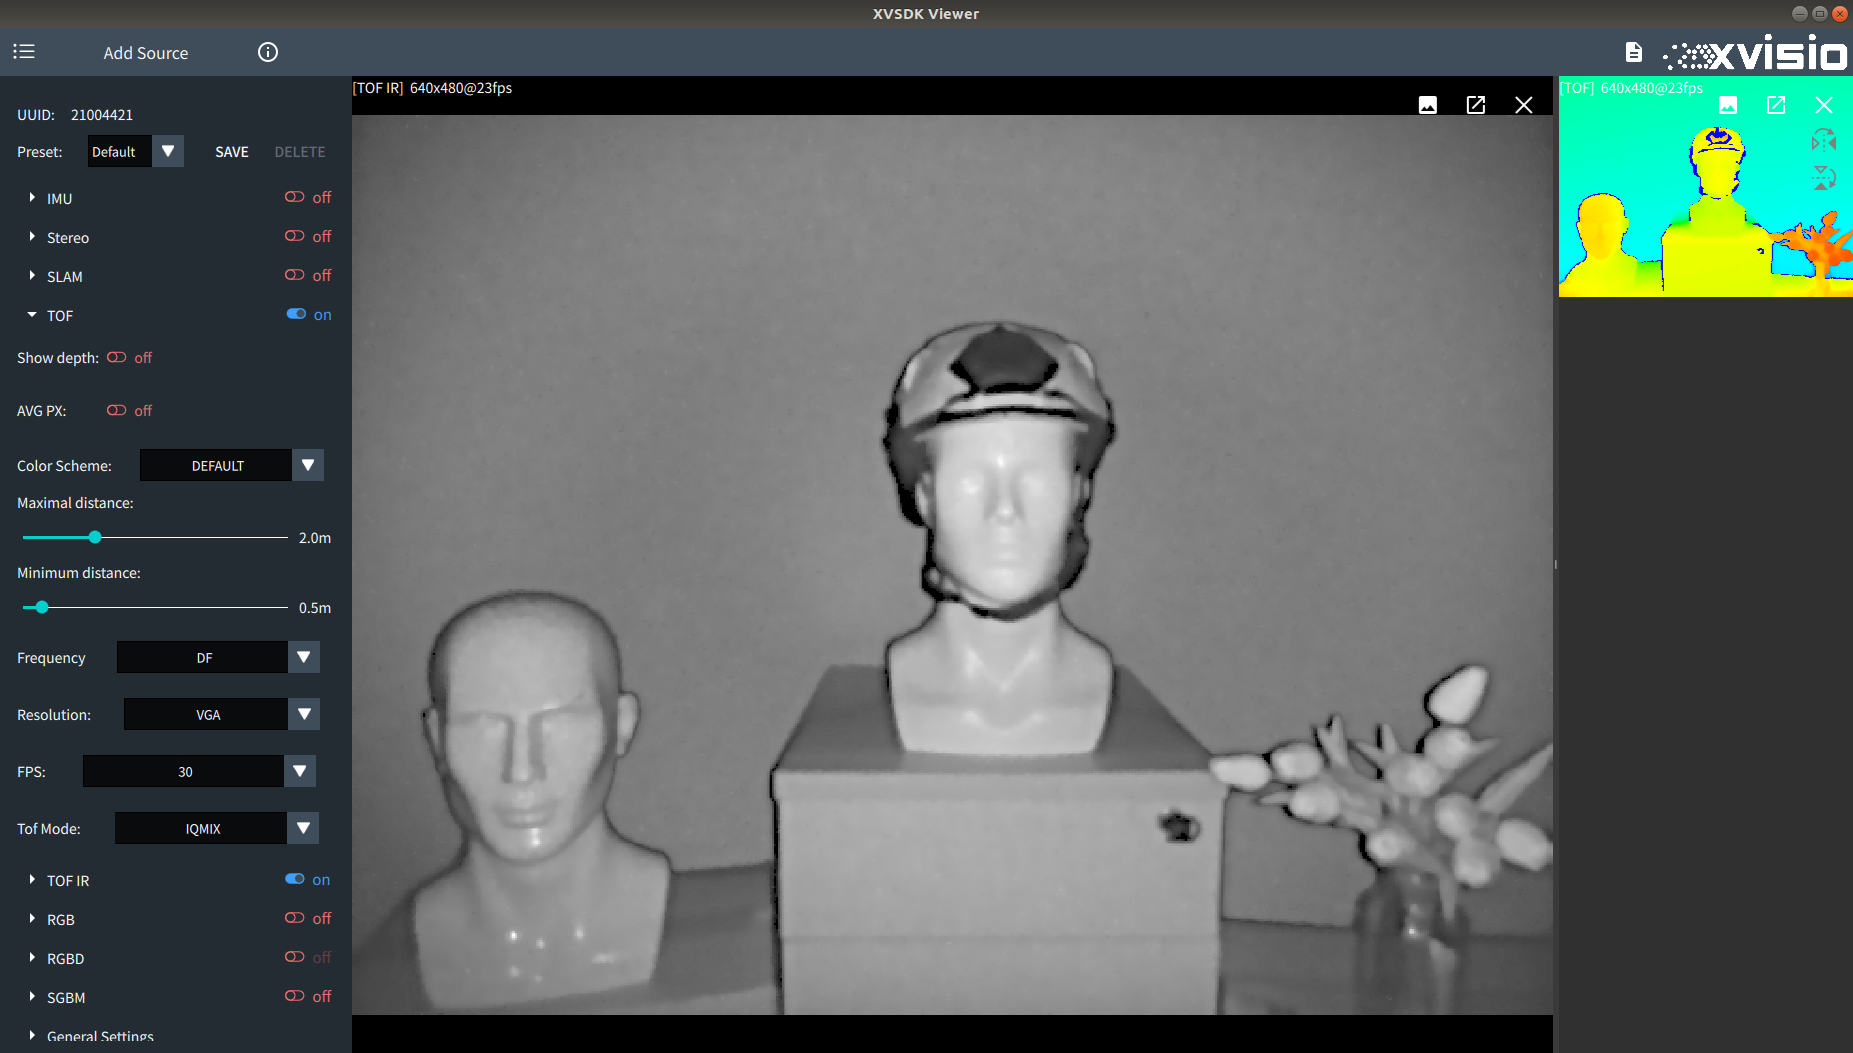 XVSDK Viewer
Add Source
xvisio
UUID: 21004421
Preset: Default SAVE DELETE
IMU off
Stereo off
SLAM off
TOF on
Show depth: off
AVG PX: off
Color Scheme: DEFAULT
Maximal distance:
2.0m
Minimum distance:
0.5m
Frequency DF
Resolution: VGA
FPS: 30
Tof Mode: IQMIX
TOF IR on
RGB off
RGBD off
SGBM off
General Settings
[TOF IR] 640x480@23fps
[TOF] 640x480@23fps